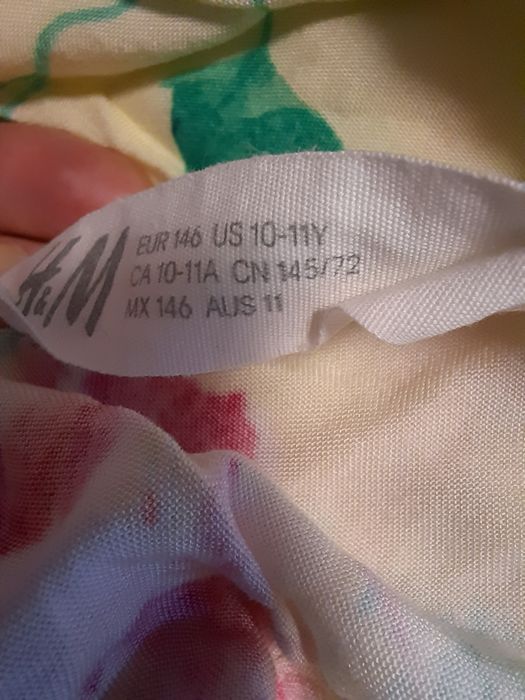 H&M
EUR 146 US 10-11Y
CA 10-11A CN 145/72
MX 146 AUS 11